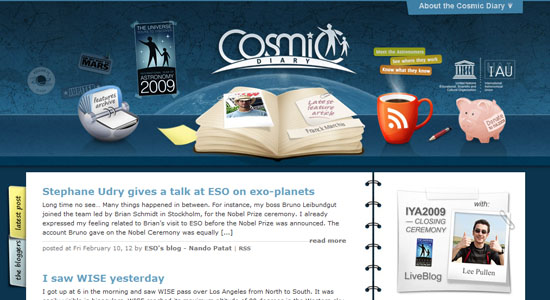 About the Cosmic Diary
THE UNIVERSE
ASTRONOMY
2009
MARS
COSMIC
DIARY
Meet the Astronomers
See where they work
Know what they know
UNESCO
IAU
features
archive
Latest
feature
article
Franck Marchis
Donate
latest post
the bloggers
Stephane Udry gives a talk at ESO on exo-planets
Long time no see... Many things happened in between. For instance, my boss Bruno Leibundgut
joined the team led by Brian Schmidt in Stockholm, for the Nobel Prize ceremony. I already
expressed my feeling related to Brian's visit to ESO before the Nobel Prize was announced. The
account Bruno gave on the Nobel Ceremony was equally [...]
read more
posted at Fri February 10, 12 by ESO's blog - Nando Patat | RSS
I saw WISE yesterday
I got up at 6 in the morning and saw WISE pass over Los Angeles from North to South. It was
IYA2009
— CLOSING
CEREMONY
LiveBlog
with:
Lee Pullen